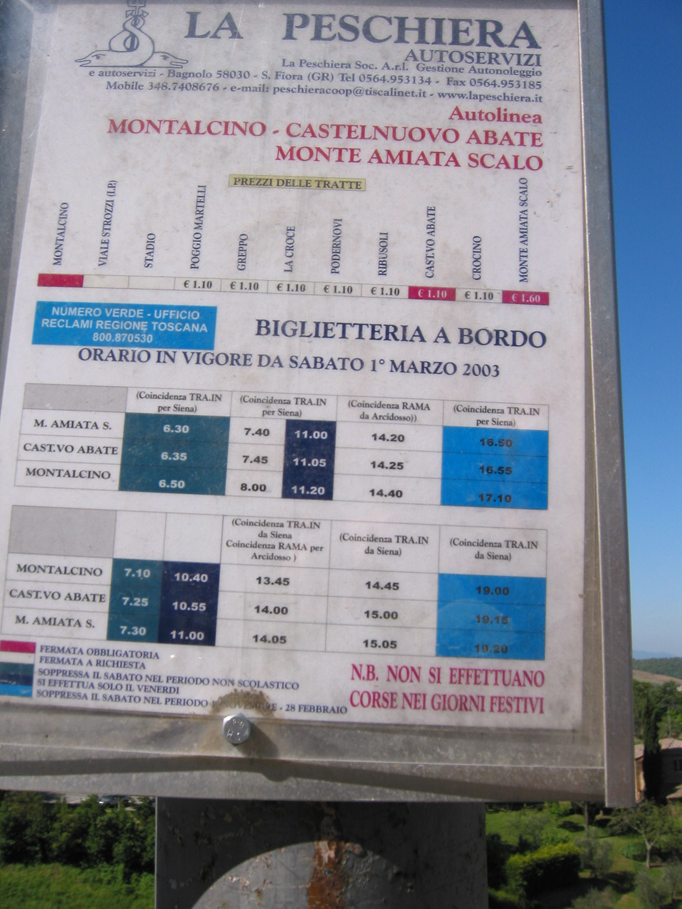 LA PESCHIERA
AUTOSERVIZI
La Peschiera Soc. A.r.l. Gestione Autonoleggio
e autoservizi - Bagnolo 58030 - S. Fiora (GR) Tel 0564.953134 - Fax 0564.953185
Mobile 348.7408676 - e-mail: peschieracoop@tiscalinet.it - www.lapeschiera.it
Autolinea
MONTALCINO - CASTELNUOVO ABATE
MONTE AMIATA SCALO
PREZZI DELLE TRATTE
MONTALCINO VIALE STROZZI (I.P.) STADIO POGGIO MARTELLI GREPPO LA CROCE PODERNOVI RIBUSOLI CAST.VO ABATE CROCINO MONTE AMIATA SCALO
€ 1.10 € 1.10 € 1.10 € 1.10 € 1.10 € 1.10 € 1.10 € 1.60
NUMERO VERDE - UFFICIO
RECLAMI REGIONE TOSCANA
800.870530
BIGLIETTERIA A BORDO
ORARIO IN VIGORE DA SABATO 1° MARZO 2003
(Coincidenza TRA.IN per Siena) (Coincidenza TRA.IN per Siena) (Coincidenza RAMA da Arcidosso)) (Coincidenza TRA.IN per Siena)
M. AMIATA S. 6.30 7.40 11.00 14.20 16.50
CAST.VO ABATE 6.35 7.45 11.05 14.25 16.55
MONTALCINO 6.50 8.00 11.20 14.40 17.10
(Coincidenza TRA.IN da Siena Coincidenza RAMA per Arcidosso ) (Coincidenza TRA.IN da Siena) (Coincidenza TRA.IN da Siena)
MONTALCINO 7.10 10.40 13.45 14.45 19.00
CAST.VO ABATE 7.25 10.55 14.00 15.00 19.15
M. AMIATA S. 7.30 11.00 14.05 15.05 19.20
FERMATA OBBLIGATORIA
FERMATA A RICHIESTA
SOPPRESSA IL SABATO NEL PERIODO NON SCOLASTICO
SI EFFETTUA SOLO IL VENERDI
SOPPRESSA IL SABATO NEL PERIODO - 28 FEBBRAIO
N.B. NON SI EFFETTUANO
CORSE NEI GIORNI FESTIVI